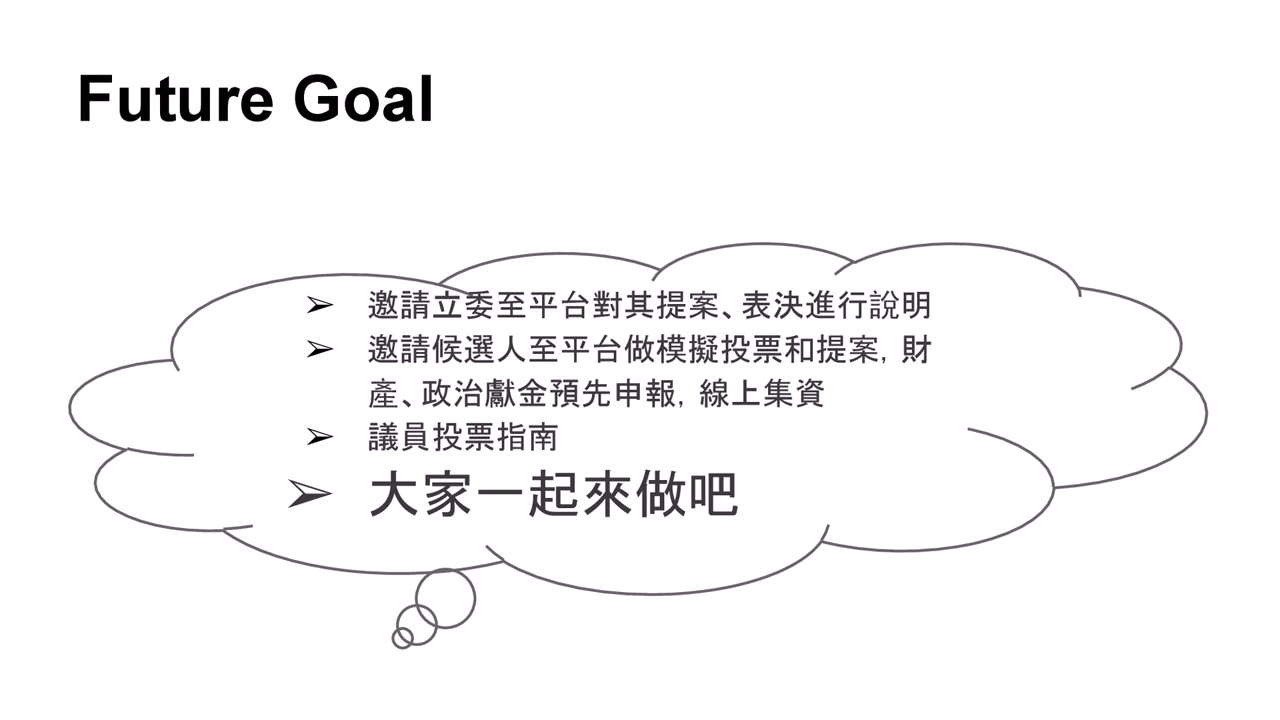 Future Goal
➢ 邀請立委至平台對其提案、表決進行說明
➢ 邀請候選人至平台做模擬投票和提案，財
產、政治獻金預先申報，線上集資
➢ 議員投票指南
➢ 大家一起來做吧